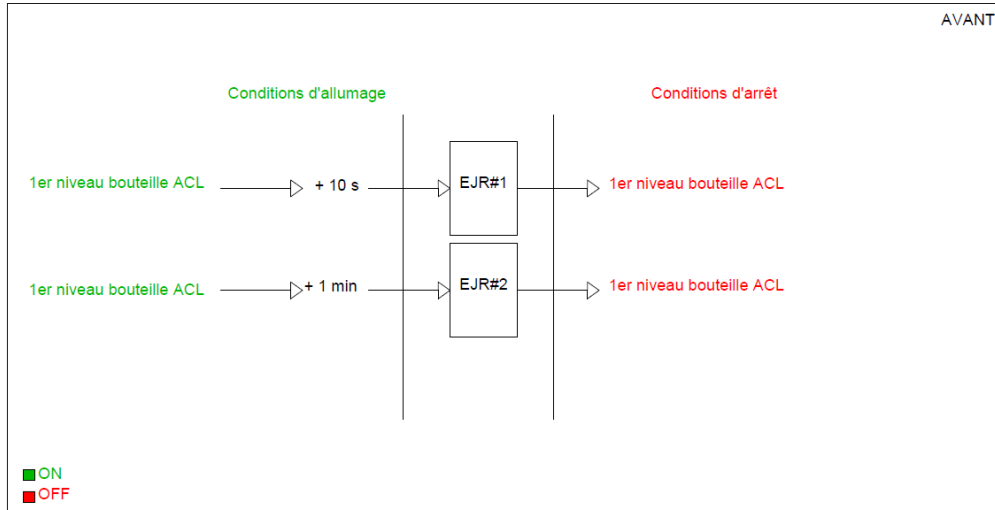 AVANT
Conditions d'allumage
Conditions d'arrêt
1er niveau bouteille ACL
+ 10 s
EJR#1
1er niveau bouteille ACL
1er niveau bouteille ACL
+ 1 min
EJR#2
1er niveau bouteille ACL
ON
OFF